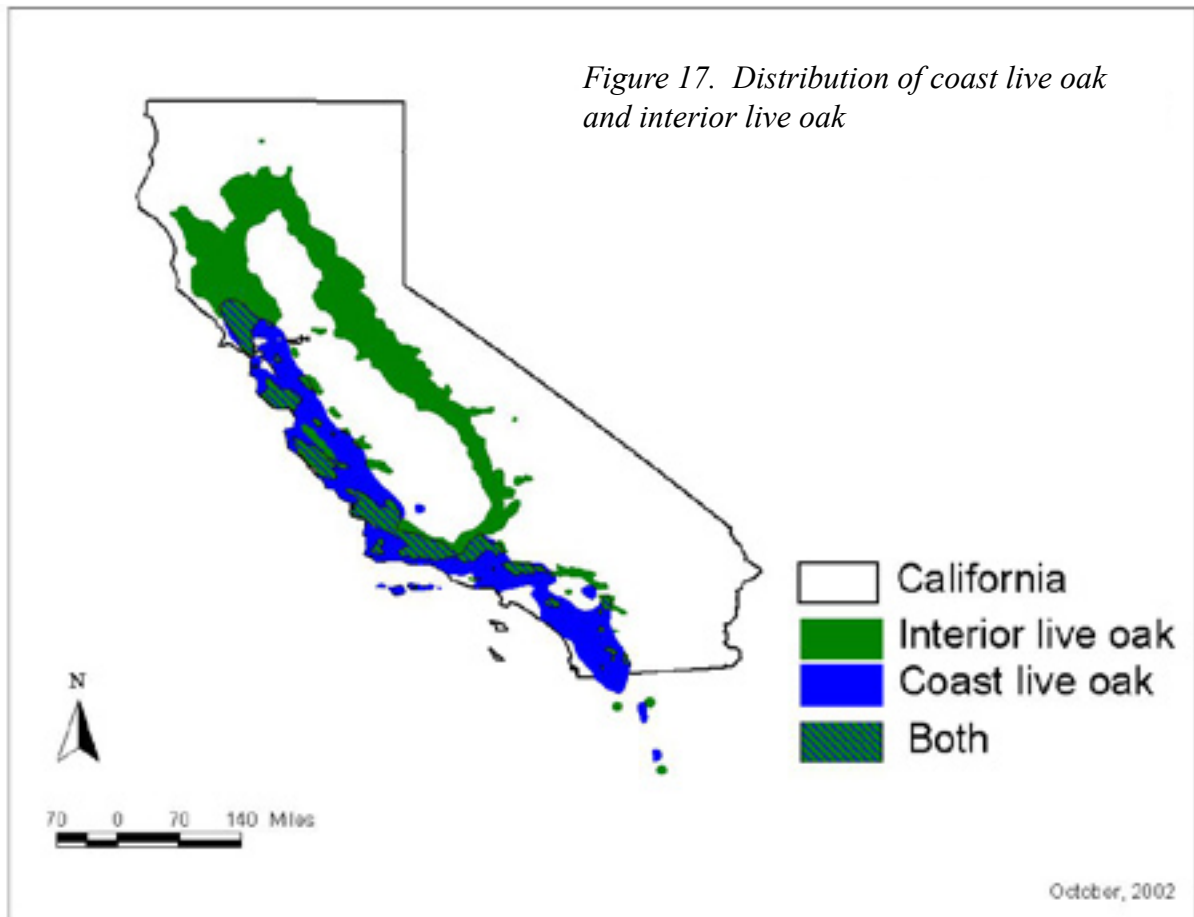 Figure 17.  Distribution of coast live oak
and interior live oak
California
Interior live oak
Coast live oak
Both
N
70 0 70 140 Miles
October, 2002